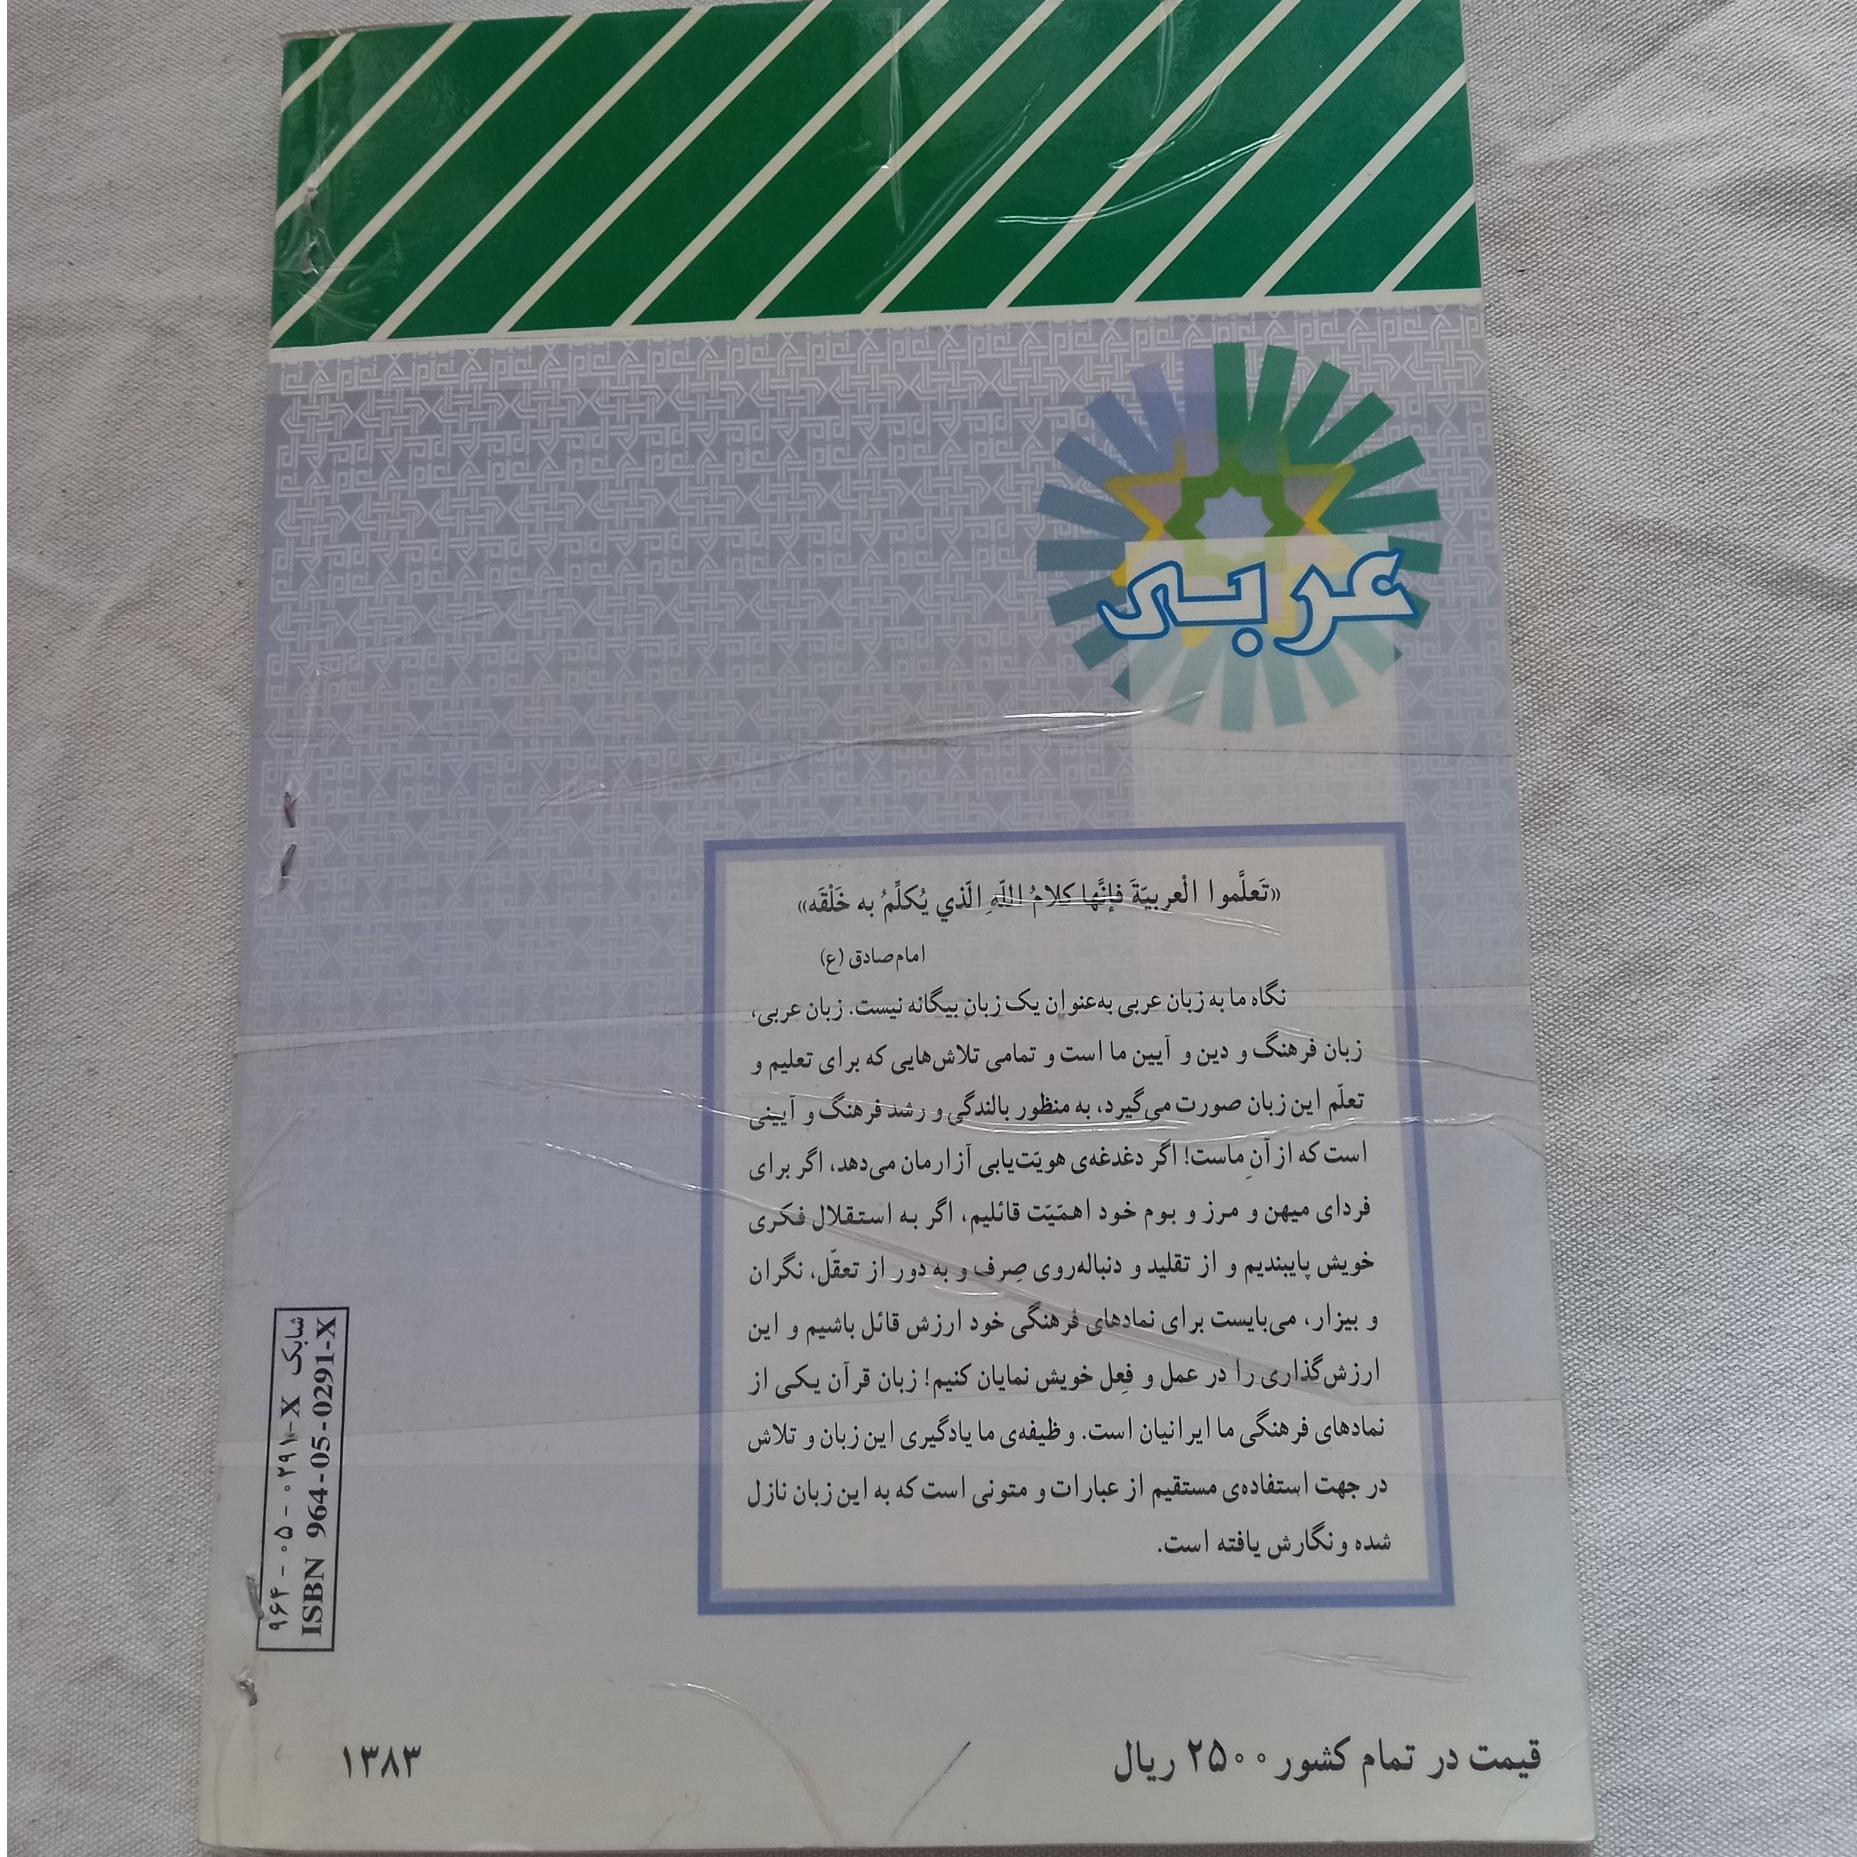 عربی
«تَعلَّموا الْعربيّةَ فإنَّها كلامُ اللّهِ الّذي يُكلِّمُ به خَلْقَه»
امام صادق (ع)
نگاه ما به زبان عربی به‌عنوان یک زبان بیگانه نیست. زبان عربی،
زبان فرهنگ و دین و آیین ما است و تمامی تلاش‌هایی که برای تعلیم و
تعلّم این زبان صورت می‌گیرد، به منظور بالندگی و رشد فرهنگ و آیینی
است که از آنِ ماست! اگر دغدغه‌ی هویّت‌یابی آزارمان می‌دهد، اگر برای
فردای میهن و مرز و بوم خود اهمّیّت قائلیم، اگر به استقلال فکری
خویش پایبندیم و از تقلید و دنباله‌روی صِرف و به دور از تعقّل، نگران
و بیزار، می‌بایست برای نمادهای فرهنگی خود ارزش قائل باشیم و این
ارزش‌گذاری را در عمل و فعِل خویش نمایان کنیم! زبان قرآن یکی از
نمادهای فرهنگی ما ایرانیان است. وظیفه‌ی ما یادگیری این زبان و تلاش
در جهت استفاده‌ی مستقیم از عبارات و متونی است که به این زبان نازل
شده و نگارش یافته است.
شابک X-۰۲۹۱-۰۵-۹۶۴
ISBN 964-05-0291-X
قیمت در تمام کشور ۲۵۰۰ ریال
۱۳۸۳